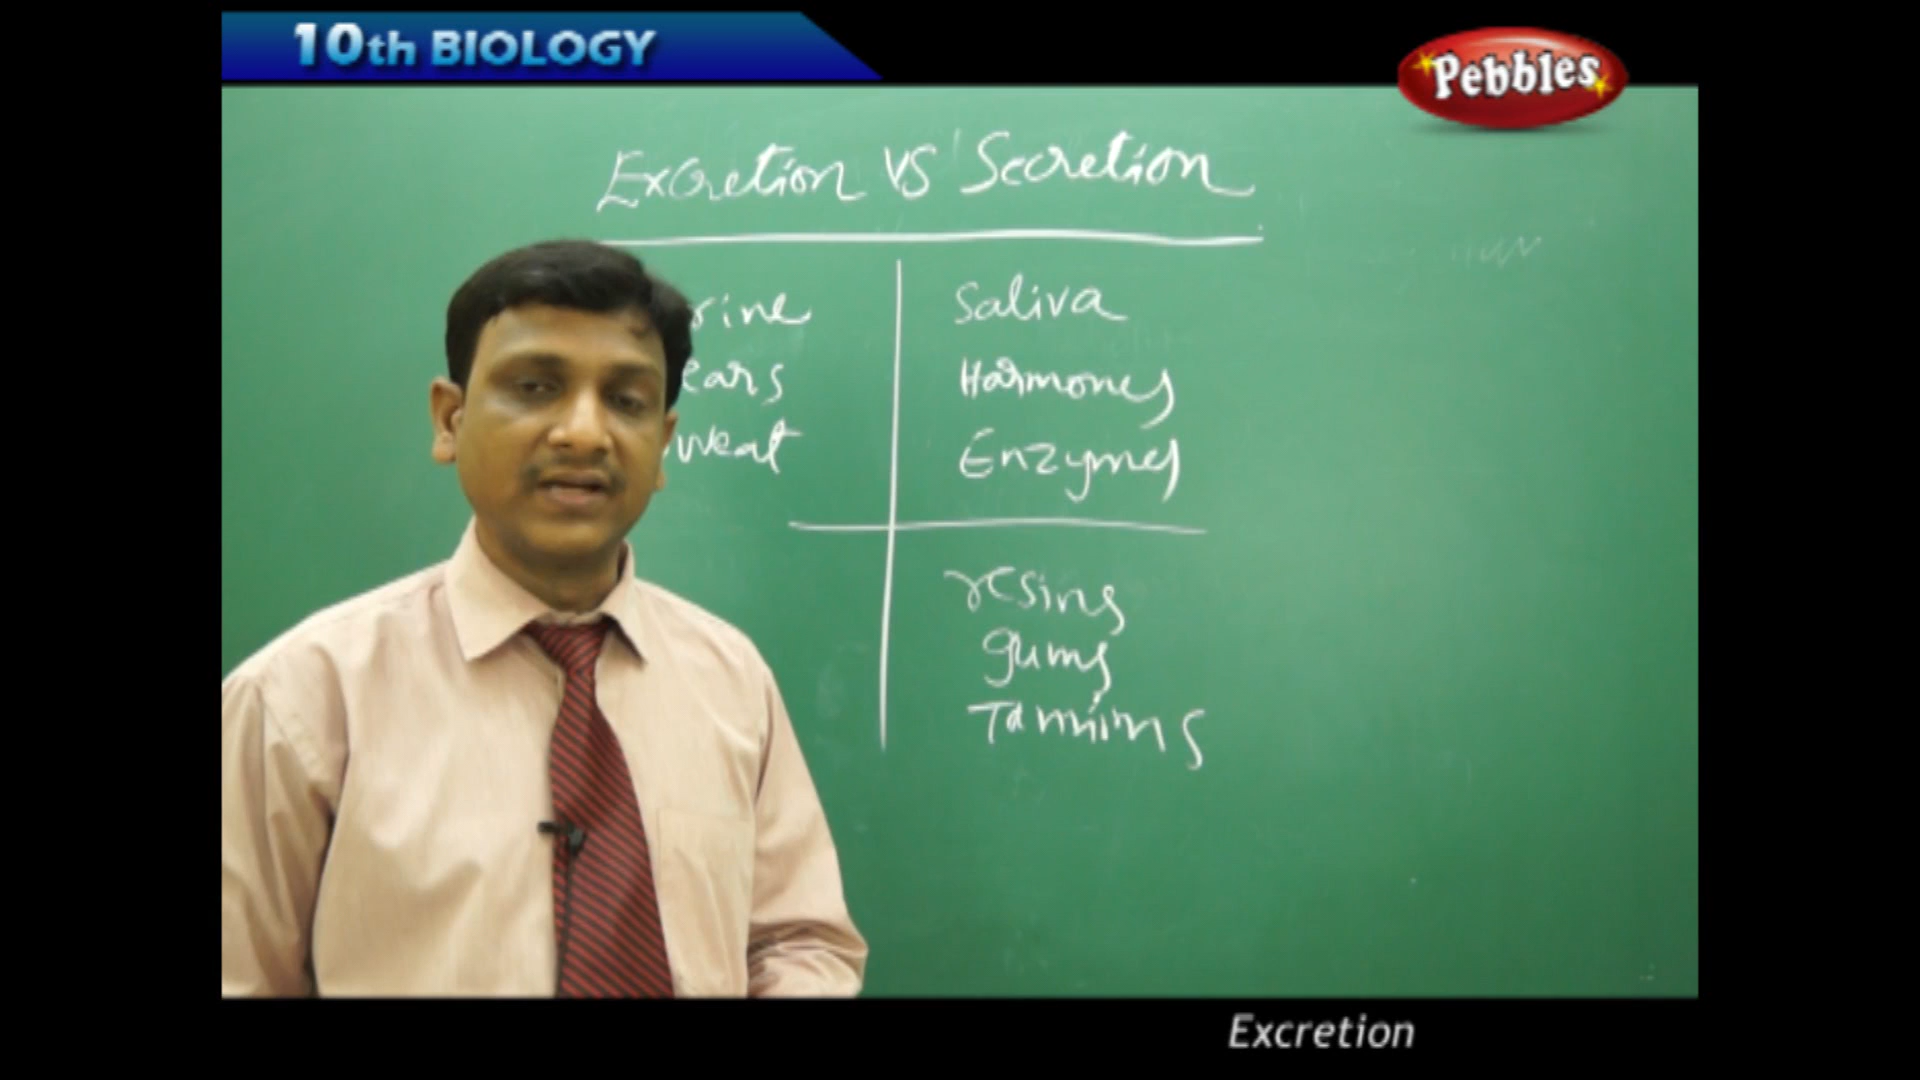 10th BIOLOGY
Pebbles
Excretion VS Secretion
rine
Saliva
ears
Harmones
weat
Enzymes
resins
gums
Tannins
Excretion